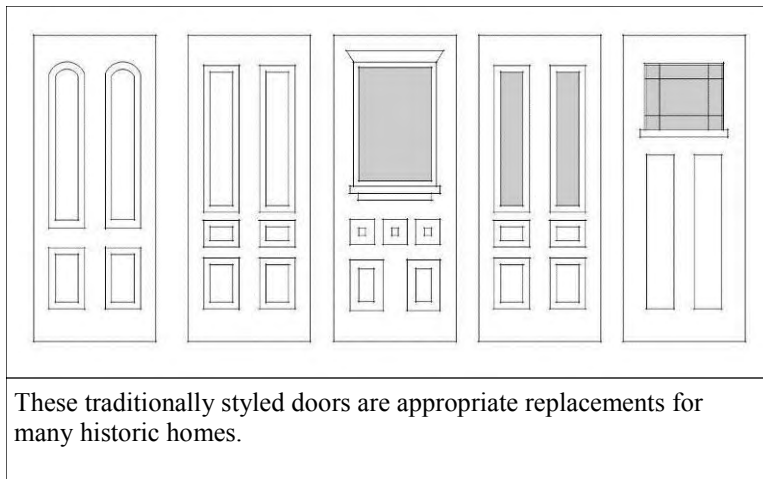 These traditionally styled doors are appropriate replacements for
many historic homes.